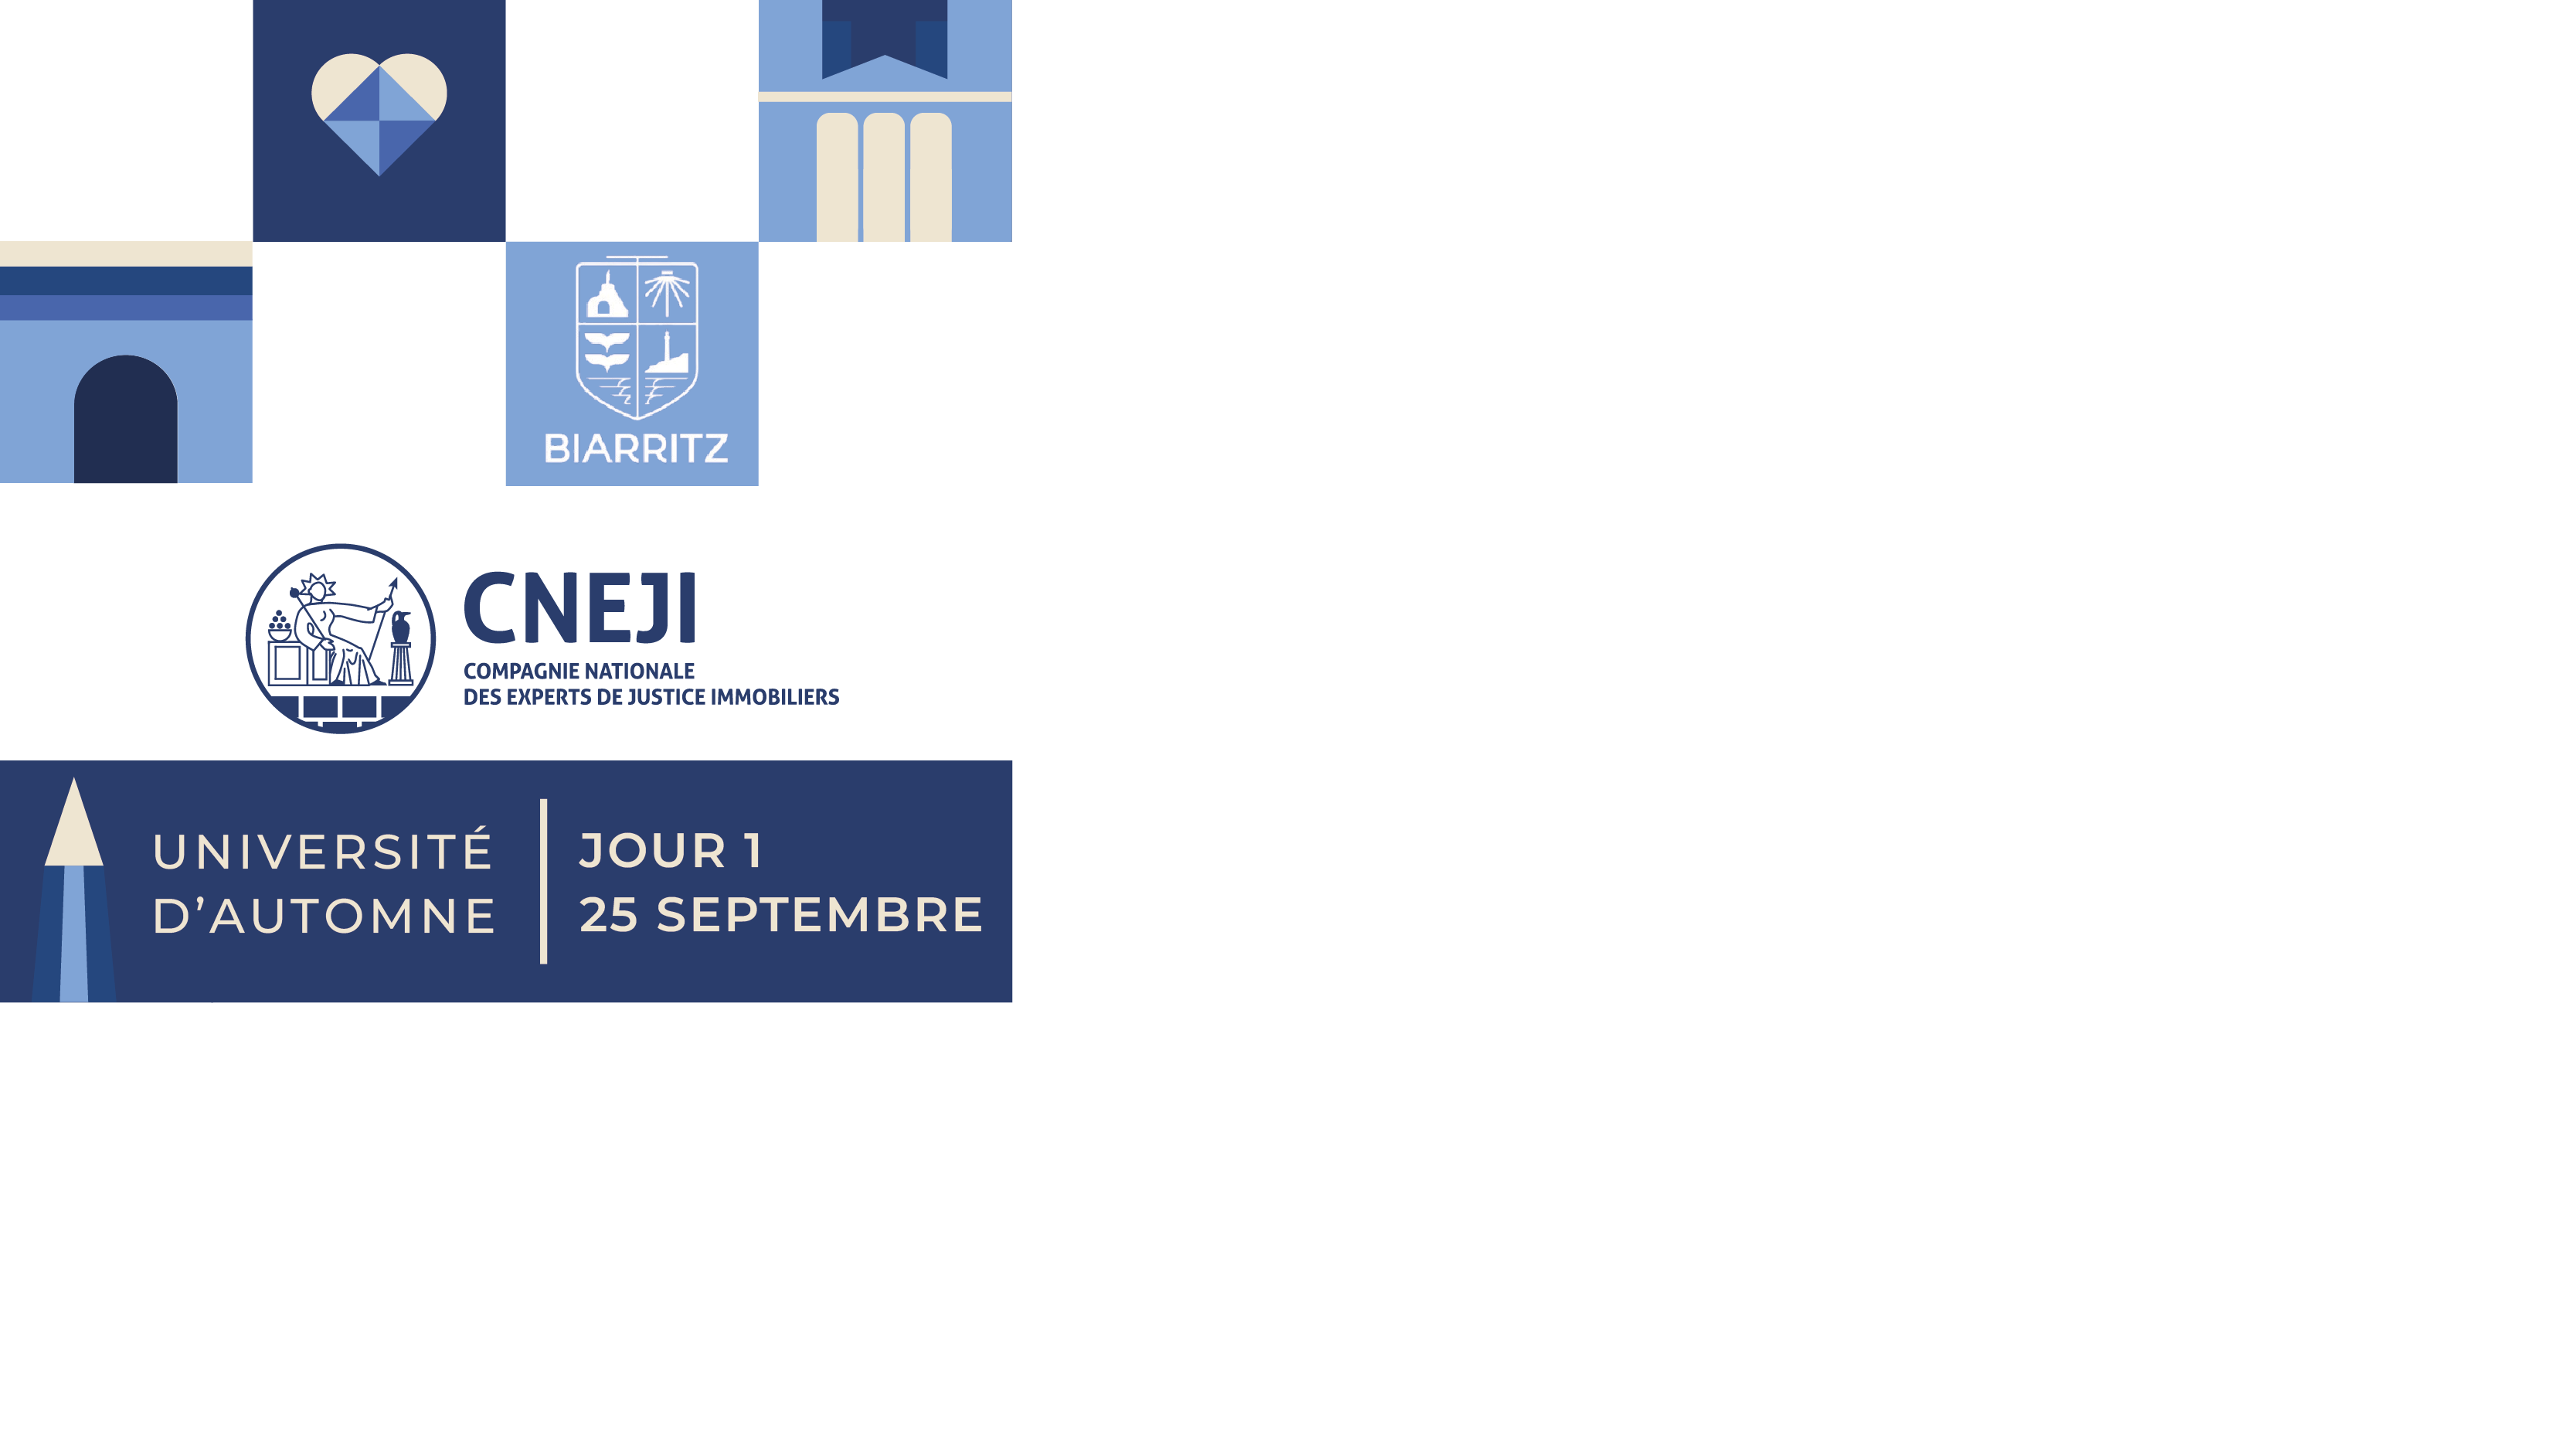 BIARRITZ
CNEJI
COMPAGNIE NATIONALE
DES EXPERTS DE JUSTICE IMMOBILIERS
UNIVERSITÉ
D’AUTOMNE
JOUR 1
25 SEPTEMBRE